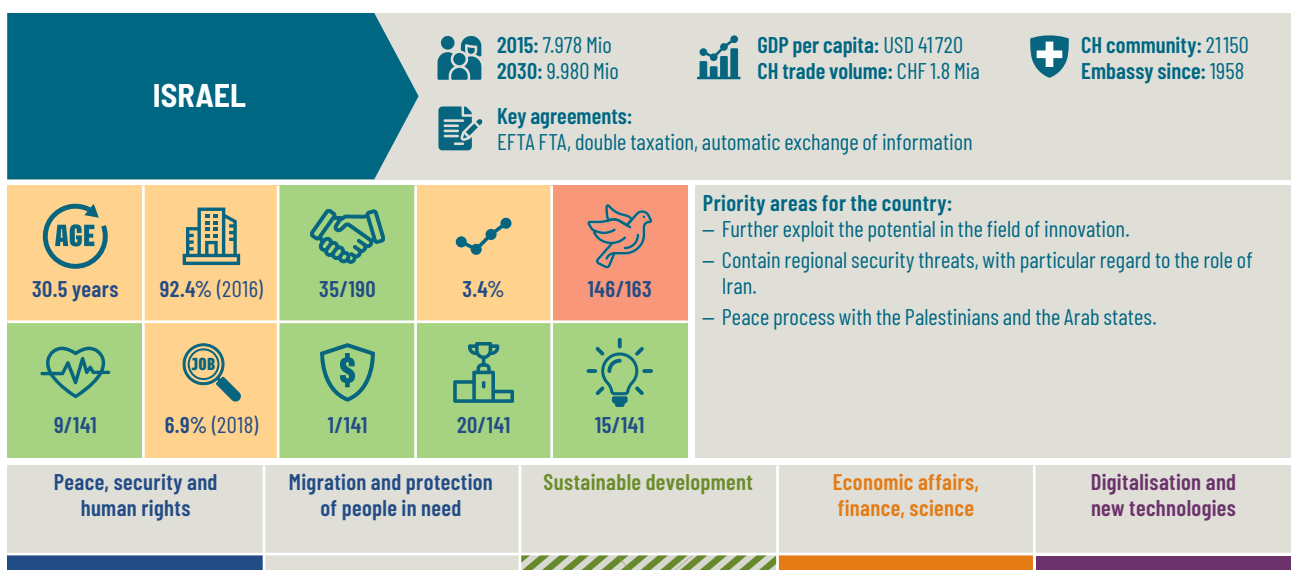 ISRAEL
2015: 7.978 Mio
2030: 9.980 Mio
GDP per capita: USD 41720
CH trade volume: CHF 1.8 Mia
CH community: 21150
Embassy since: 1958
Key agreements:
EFTA FTA, double taxation, automatic exchange of information
AGE
30.5 years
92.4% (2016)
35/190
3.4%
146/163
JOB
$
9/141
6.9% (2018)
1/141
20/141
15/141
Priority areas for the country:
– Further exploit the potential in the field of innovation.
– Contain regional security threats, with particular regard to the role of
Iran.
– Peace process with the Palestinians and the Arab states.
Peace, security and
human rights
Migration and protection
of people in need
Sustainable development
Economic affairs,
finance, science
Digitalisation and
new technologies